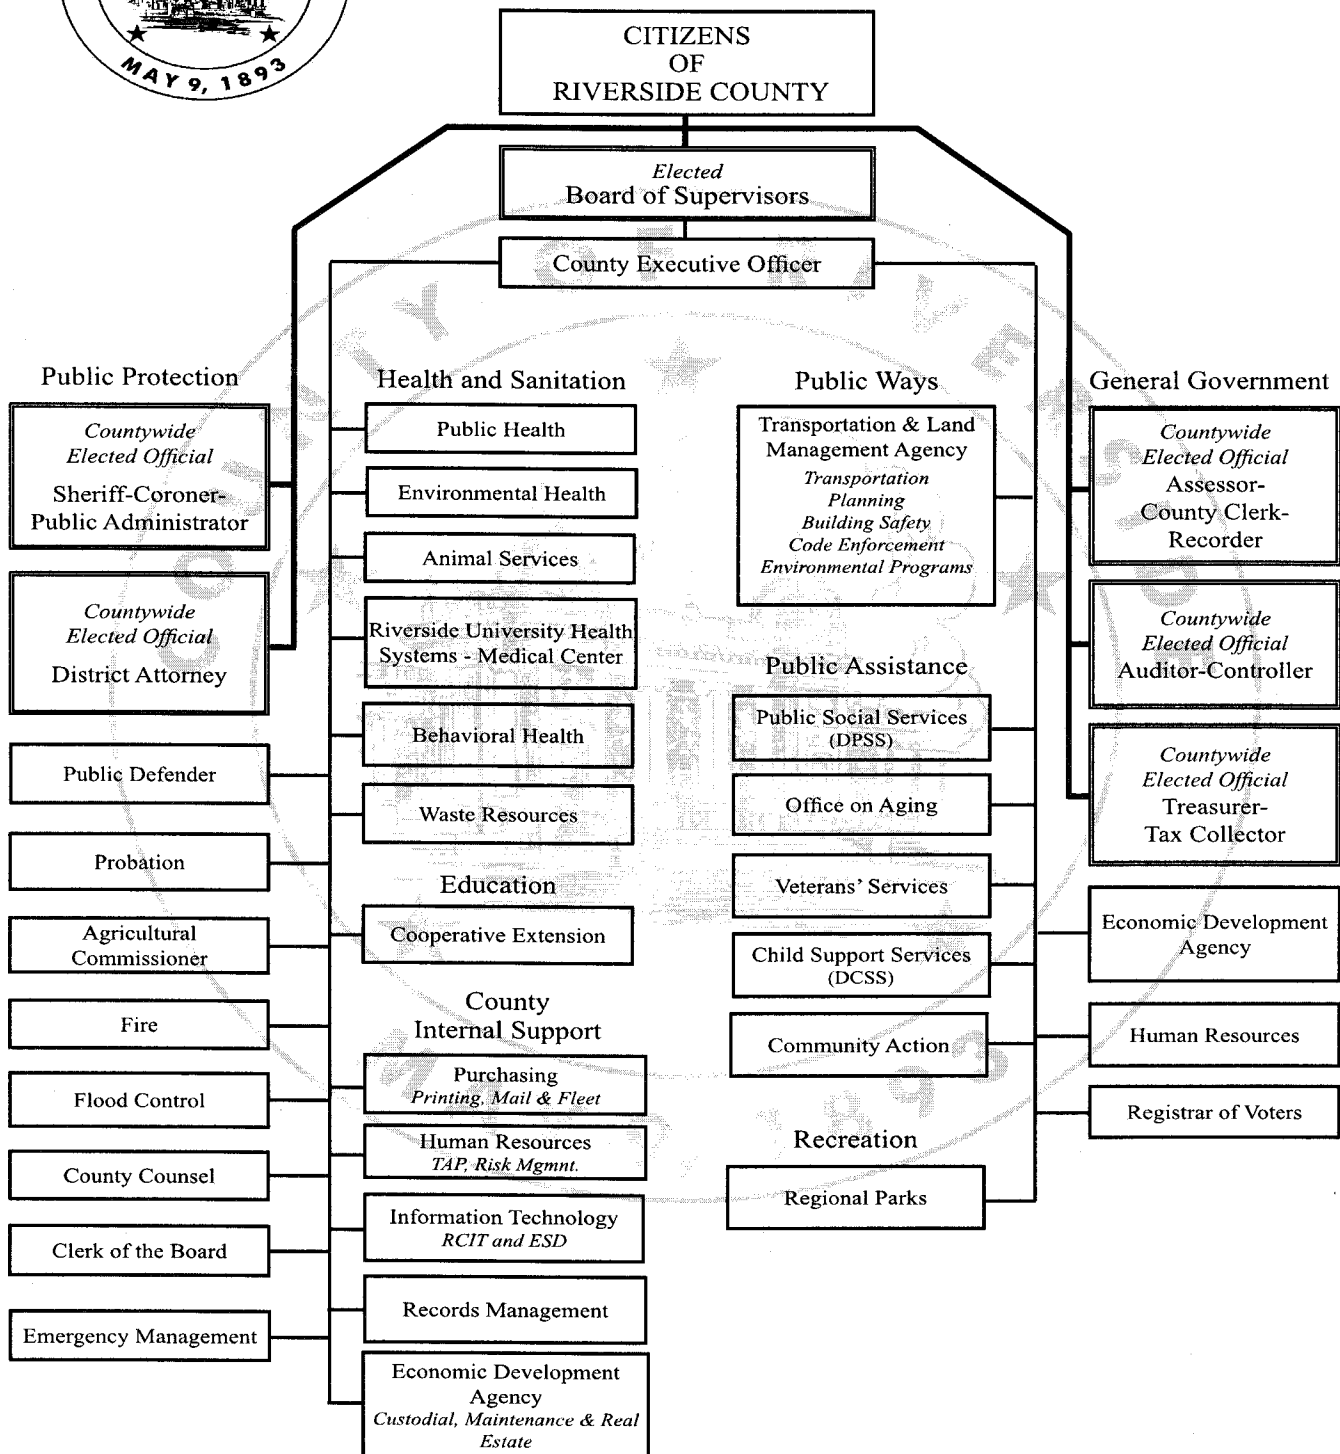 MAY 9, 1893
CITIZENS
OF
RIVERSIDE COUNTY
Elected
Board of Supervisors
County Executive Officer
Public Protection
Countywide
Elected Official
Sheriff-Coroner-
Public Administrator
Countywide
Elected Official
District Attorney
Public Defender
Probation
Agricultural
Commissioner
Fire
Flood Control
County Counsel
Clerk of the Board
Emergency Management
Health and Sanitation
Public Health
Environmental Health
Animal Services
Riverside University Health
Systems - Medical Center
Behavioral Health
Waste Resources
Education
Cooperative Extension
County
Internal Support
Purchasing
Printing, Mail & Fleet
Human Resources
TAP, Risk Mgmnt.
Information Technology
RCIT and ESD
Records Management
Economic Development
Agency
Custodial, Maintenance & Real
Estate
Public Ways
Transportation & Land
Management Agency
Transportation
Planning
Building Safety
Code Enforcement
Environmental Programs
Public Assistance
Public Social Services
(DPSS)
Office on Aging
Veterans' Services
Child Support Services
(DCSS)
Community Action
Recreation
Regional Parks
General Government
Countywide
Elected Official
Assessor-
County Clerk-
Recorder
Countywide
Elected Official
Auditor-Controller
Countywide
Elected Official
Treasurer-
Tax Collector
Economic Development
Agency
Human Resources
Registrar of Voters
COUNTY OF RIVERSIDE
MAY 9, 1893